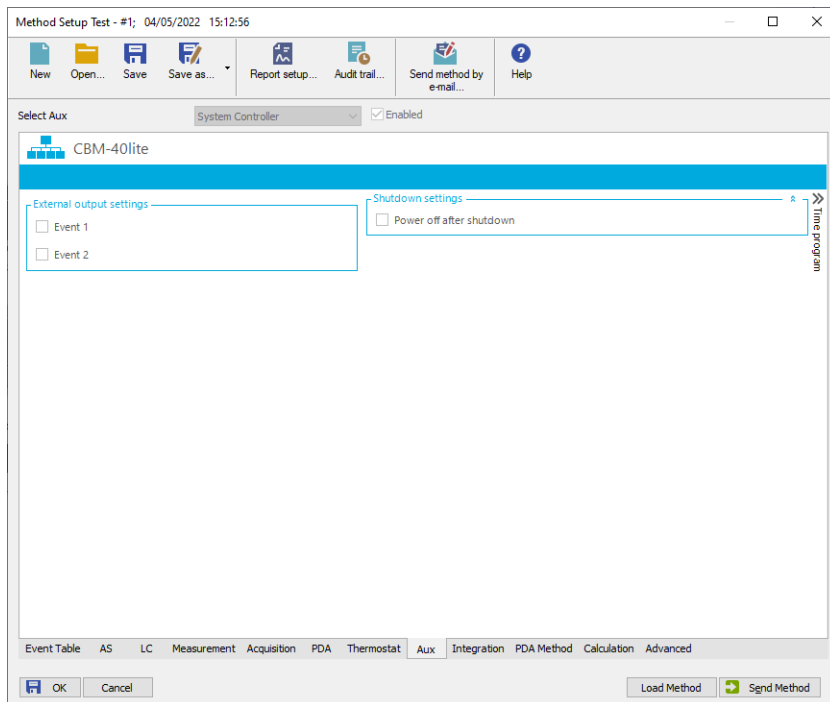 Method Setup Test - #1; 04/05/2022 15:12:56
New Open... Save Save as... Report setup... Audit trail... Send method by e-mail... Help
Select Aux System Controller Enabled
CBM-40lite
External output settings
Event 1
Event 2
Shutdown settings
Power off after shutdown
Time program
Event Table AS LC Measurement Acquisition PDA Thermostat Aux Integration PDA Method Calculation Advanced
OK Cancel Load Method Send Method